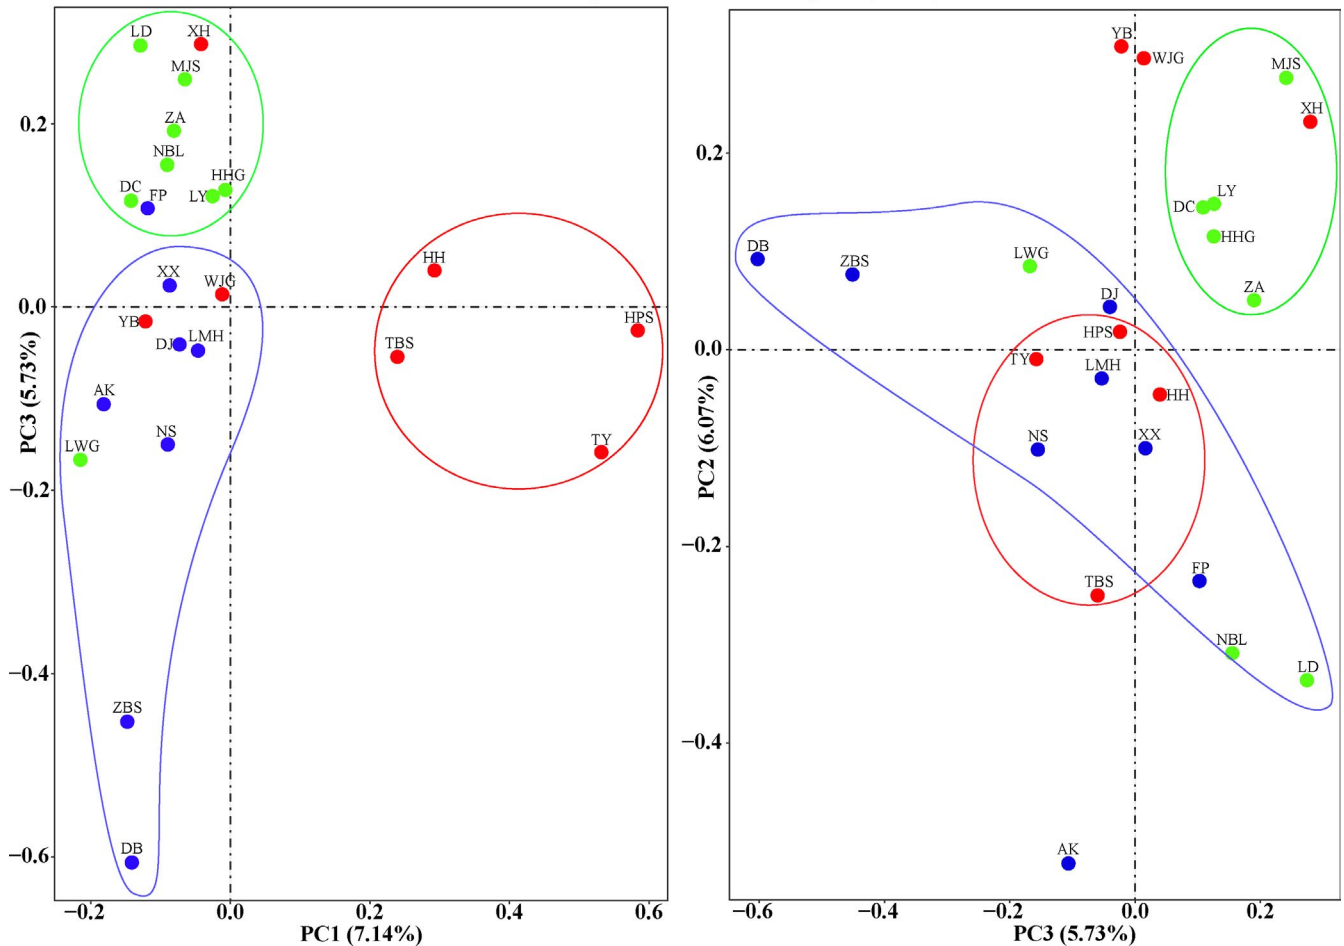 LD
XH
MJS
ZA
NBL
HHG
DC
FP
LY
XX
WJG
YB
DJ
LMH
AK
NS
LWG
ZBS
DB
HH
HPS
TBS
TY
0.2
0.0
−0.2
−0.4
−0.6
PC3 (5.73%)
−0.2
0.0
0.2
0.4
0.6
PC1 (7.14%)
YB
WJG
MJS
XH
LY
DC
HHG
ZA
DB
ZBS
LWG
DJ
HPS
TY
LMH
HH
NS
XX
TBS
FP
NBL
LD
AK
0.2
0.0
−0.2
−0.4
PC2 (6.07%)
−0.6
−0.4
−0.2
0.0
0.2
PC3 (5.73%)